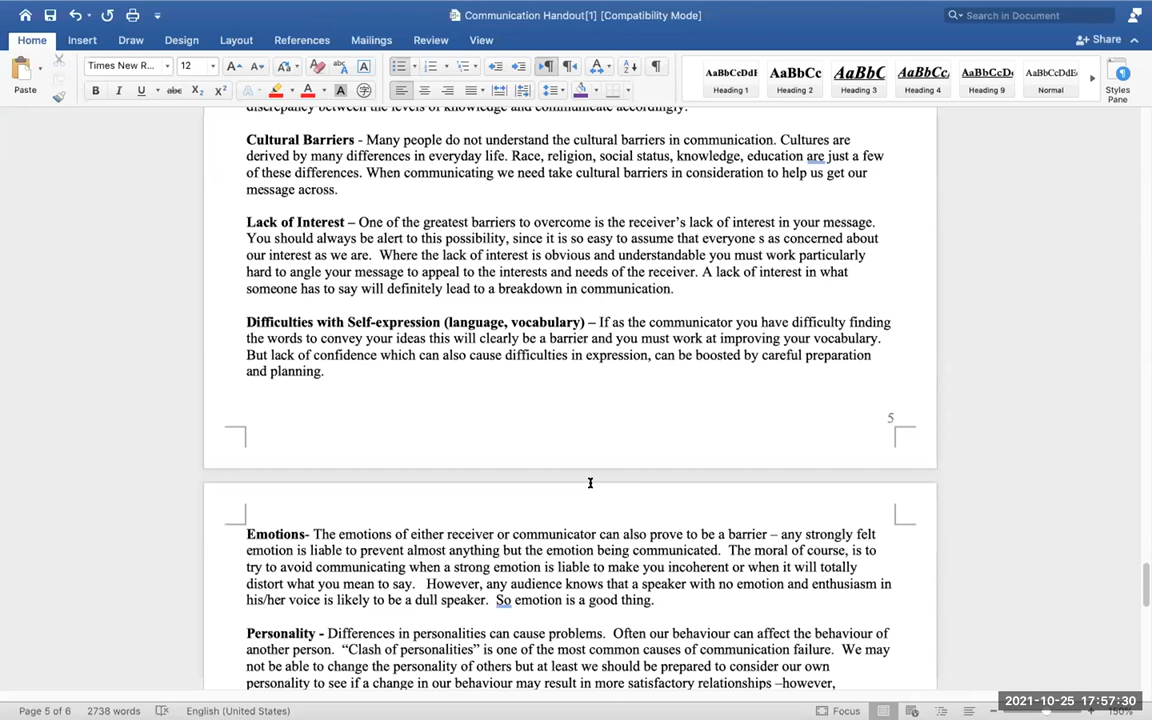 Communication Handout[1] [Compatibility Mode]
Search in Document
Home Insert Draw Design Layout References Mailings Review View
Share
Paste
Times New R...
12
AaBbCcDdI AaBbCc AaBbC AaBbCc. AaBbCcDc AaBbCcDdE
Heading 1 Heading 2 Heading 3 Heading 4 Heading 9 Normal
Styles
Pane
discrepancy between the levels of knowledge and communicate accordingly.
Cultural Barriers - Many people do not understand the cultural barriers in communication. Cultures are
derived by many differences in everyday life. Race, religion, social status, knowledge, education are just a few
of these differences. When communicating we need take cultural barriers in consideration to help us get our
message across.
Lack of Interest – One of the greatest barriers to overcome is the receiver's lack of interest in your message.
You should always be alert to this possibility, since it is so easy to assume that everyone s as concerned about
our interest as we are. Where the lack of interest is obvious and understandable you must work particularly
hard to angle your message to appeal to the interests and needs of the receiver. A lack of interest in what
someone has to say will definitely lead to a breakdown in communication.
Difficulties with Self-expression (language, vocabulary) – If as the communicator you have difficulty finding
the words to convey your ideas this will clearly be a barrier and you must work at improving your vocabulary.
But lack of confidence which can also cause difficulties in expression, can be boosted by careful preparation
and planning.
5
Emotions- The emotions of either receiver or communicator can also prove to be a barrier – any strongly felt
emotion is liable to prevent almost anything but the emotion being communicated. The moral of course, is to
try to avoid communicating when a strong emotion is liable to make you incoherent or when it will totally
distort what you mean to say. However, any audience knows that a speaker with no emotion and enthusiasm in
his/her voice is likely to be a dull speaker. So emotion is a good thing.
Personality - Differences in personalities can cause problems. Often our behaviour can affect the behaviour of
another person. “Clash of personalities” is one of the most common causes of communication failure. We may
not be able to change the personality of others but at least we should be prepared to consider our own
personality to see if a change in our behaviour may result in more satisfactory relationships –however,
Page 5 of 6 2738 words English (United States) Focus 150%
2021-10-25 17:57:30